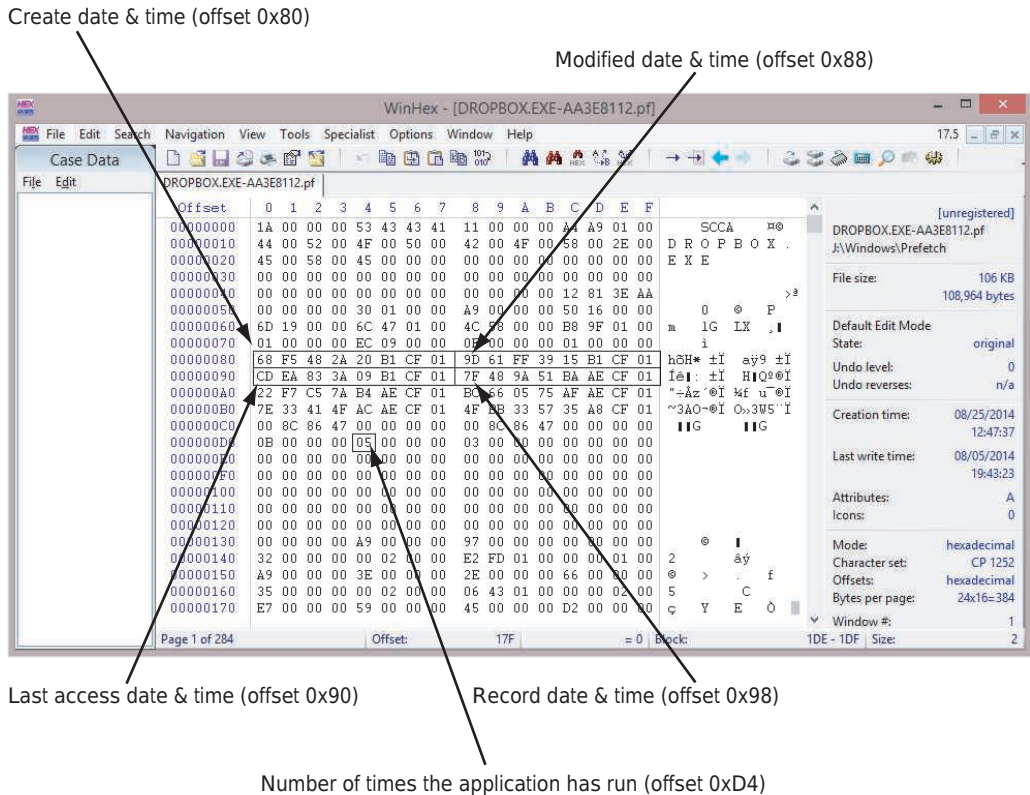 Create date & time (offset 0x80)
Modified date & time (offset 0x88)
WinHex - [DROPBOX.EXE-AA3E8112.pf]
File Edit Search Navigation View Tools Specialist Options Window Help 17.5
Case Data
File Edit
DROPBOX.EXE-AA3E8112.pf
Offset 0 1 2 3 4 5 6 7 8 9 A B C D E F
00000000 1A 00 00 00 53 43 43 41 11 00 00 00 A4 A9 01 00 SCCA ¤©
00000010 44 00 52 00 4F 00 50 00 42 00 4F 00 58 00 2E 00 D R O P B O X .
00000020 45 00 58 00 45 00 00 00 00 00 00 00 00 00 00 00 E X E
00000030 00 00 00 00 00 00 00 00 00 00 00 00 00 00 00 00
00000040 00 00 00 00 00 00 00 00 00 00 00 00 12 81 3E AA >ª
00000050 00 00 00 00 30 01 00 00 A9 00 00 00 50 16 00 00 0 © P
00000060 6D 19 00 00 6C 47 01 00 4C 58 00 00 B8 9F 01 00 m lG LX
00000070 01 00 00 00 EC 09 00 00 00 00 00 01 00 00 00 ì
00000080 68 F5 48 2A 20 B1 CF 01 9D 61 FF 39 15 B1 CF 01 hõH* ±Ï aÿ9 ±Ï
00000090 CD EA 83 3A 09 B1 CF 01 7F 48 9A 51 BA AE CF 01
000000A0 22 F7 C5 7A B4 AE CF 01 BC 66 05 75 AF AE CF 01
000000B0 7E 33 41 4F AC AE CF 01 4F BB 33 57 35 A8 CF 01
000000C0 00 8C 86 47 00 00 00 00 00 8C 86 47 00 00 00 00
000000D0 0B 00 00 00 05 00 00 00 03 00 00 00 00 00 00 00
000000E0 00 00 00 00 00 00 00 00 00 00 00 00 00 00 00 00
000000F0 00 00 00 00 00 00 00 00 00 00 00 00 00 00 00 00
00000100 00 00 00 00 00 00 00 00 00 00 00 00 00 00 00 00
00000110 00 00 00 00 00 00 00 00 00 00 00 00 00 00 00 00
00000120 00 00 00 00 00 00 00 00 00 00 00 00 00 00 00 00
00000130 00 00 00 00 A9 00 00 00 97 00 00 00 00 00 00 00 ©
00000140 32 00 00 00 00 02 00 00 E2 FD 01 00 00 00 01 00 2 âý
00000150 A9 00 00 00 3E 00 00 00 2E 00 00 00 66 00 00 00 © > . f
00000160 35 00 00 00 00 02 00 00 06 43 01 00 00 00 02 00 5 C
00000170 E7 00 00 00 59 00 00 00 45 00 00 00 D2 00 00 00 ç Y E Ò
[unregistered]
DROPBOX.EXE-AA3E8112.pf
J:\Windows\Prefetch
File size: 106 KB
108,964 bytes
Default Edit Mode
State: original
Undo level: 0
Undo reverses: n/a
Creation time: 08/25/2014
12:47:37
Last write time: 08/05/2014
19:43:23
Attributes: A
Icons: 0
Mode: hexadecimal
Character set: CP 1252
Offsets: hexadecimal
Bytes per page: 24x16=384
Window #: 1
Page 1 of 284 Offset: 17F = 0 Block: 1DE - 1DF Size: 2
Last access date & time (offset 0x90)
Record date & time (offset 0x98)
Number of times the application has run (offset 0xD4)